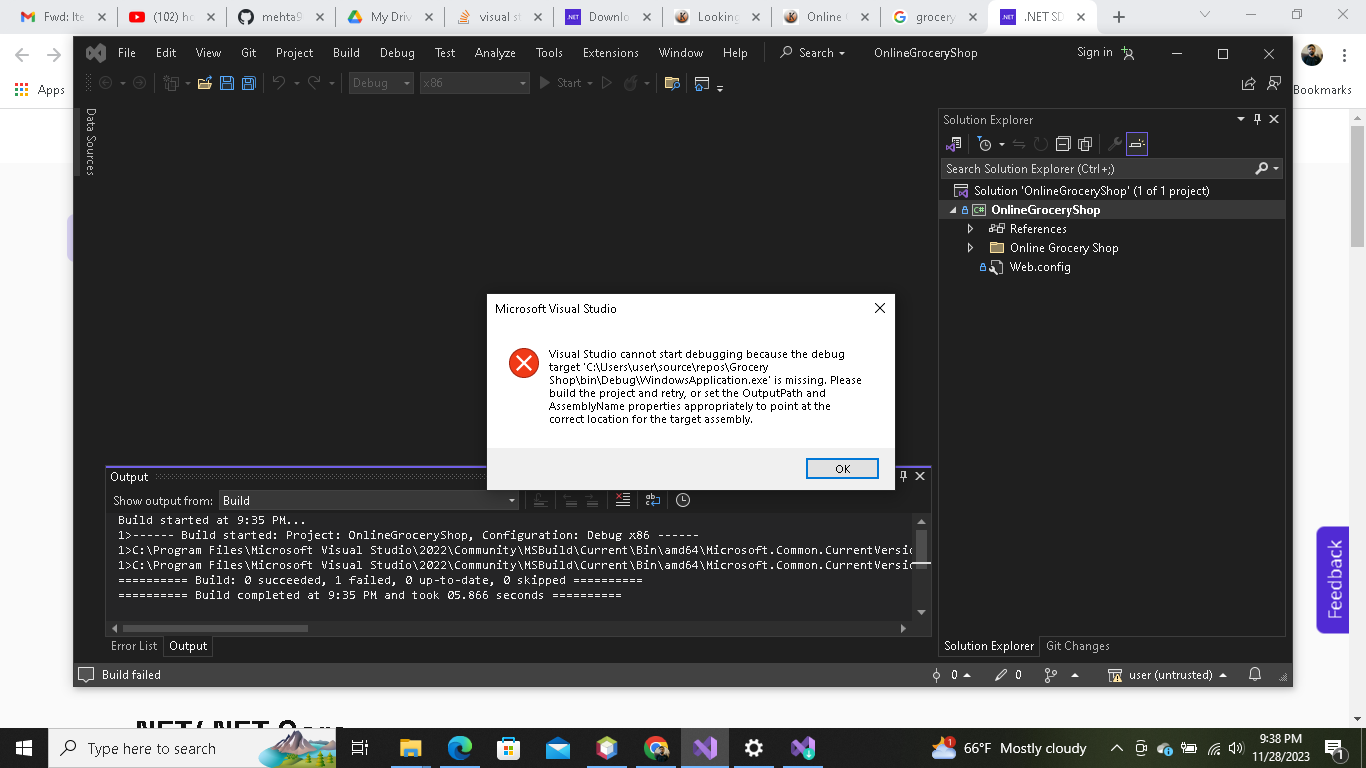 Fwd: Ite
(102) ho
mehta9
My Driv
visual st
Downlo
Looking
Online (
grocery
.NET SD
File Edit View Git Project Build Debug Test Analyze Tools Extensions Window Help Search OnlineGroceryShop Sign in
Apps
Bookmarks
Debug x86 Start
Data Sources
Solution Explorer
Search Solution Explorer (Ctrl+;)
Solution 'OnlineGroceryShop' (1 of 1 project)
OnlineGroceryShop
References
Online Grocery Shop
Web.config
Microsoft Visual Studio
Visual Studio cannot start debugging because the debug
target 'C:\Users\user\source\repos\Grocery
Shop\bin\Debug\WindowsApplication.exe' is missing. Please
build the project and retry, or set the OutputPath and
AssemblyName properties appropriately to point at the
correct location for the target assembly.
OK
Output
Show output from: Build
Build started at 9:35 PM...
1>------ Build started: Project: OnlineGroceryShop, Configuration: Debug x86 ------
1>C:\Program Files\Microsoft Visual Studio\2022\Community\MSBuild\Current\Bin\amd64\Microsoft.Common.CurrentVersio
1>C:\Program Files\Microsoft Visual Studio\2022\Community\MSBuild\Current\Bin\amd64\Microsoft.Common.CurrentVersio
========== Build: 0 succeeded, 1 failed, 0 up-to-date, 0 skipped ==========
========== Build completed at 9:35 PM and took 05.866 seconds ==========
Error List Output
Solution Explorer Git Changes
Build failed
0 0 user (untrusted)
Feedback
.NET/.NET Core
Type here to search
66°F Mostly cloudy
9:38 PM
11/28/2023
1